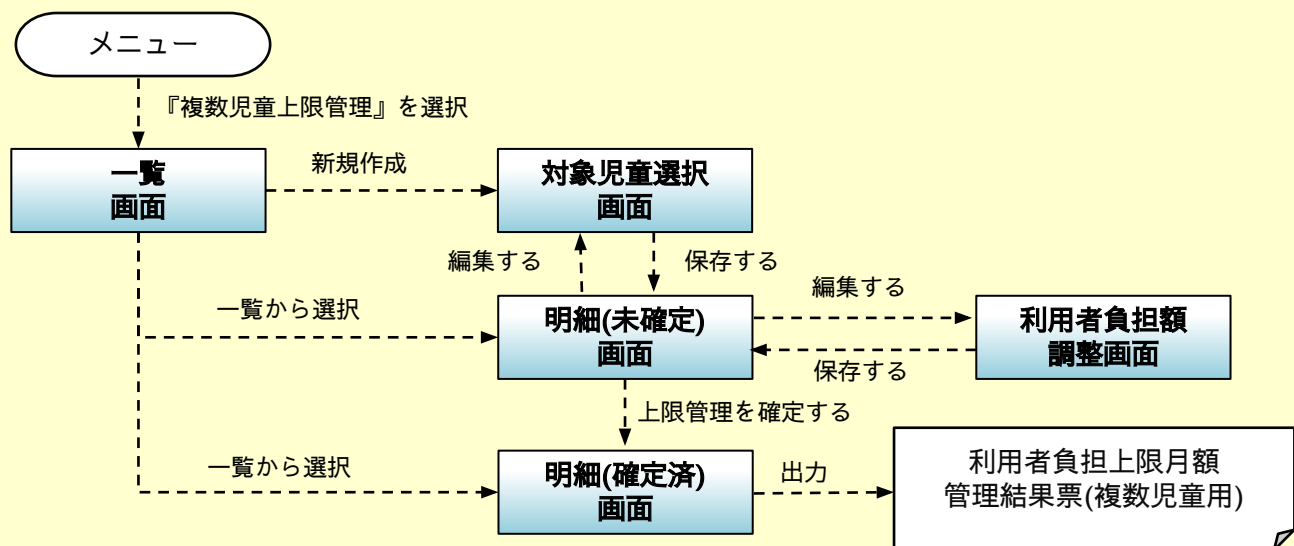 メニュー
『複数児童上限管理』を選択
一覧
画面
新規作成
対象児童選択
画面
編集する
保存する
一覧から選択
明細(未確定)
画面
編集する
保存する
利用者負担額
調整画面
上限管理を確定する
一覧から選択
明細(確定済)
画面
出力
利用者負担上限月額
管理結果票(複数児童用)